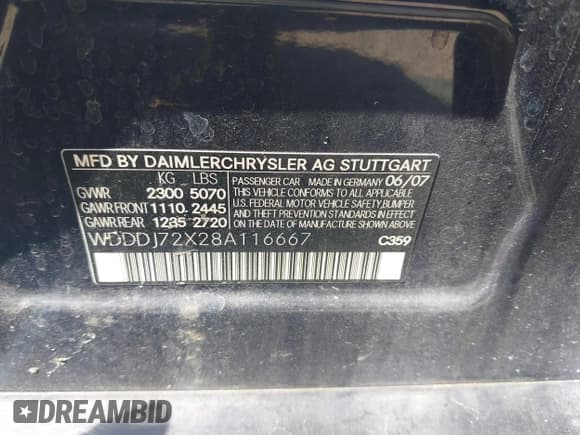 MFD BY DAIMLERCHRYSLER AG STUTTGART
KG LBS
GVWR 2300 5070
GAWR FRONT 1110 2445
GAWR REAR 1235 2720
PASSENGER CAR MADE IN GERMANY 06/07
THIS VEHICLE CONFORMS TO ALL APPLICABLE
U.S. FEDERAL MOTOR VEHICLE SAFETY, BUMPER
AND THEFT PREVENTION STANDARDS IN EFFECT
ON THE DATE OF MANUFACTURE SHOWN ABOVE
WDDDJ72X28A116667 C359
DREAMBID